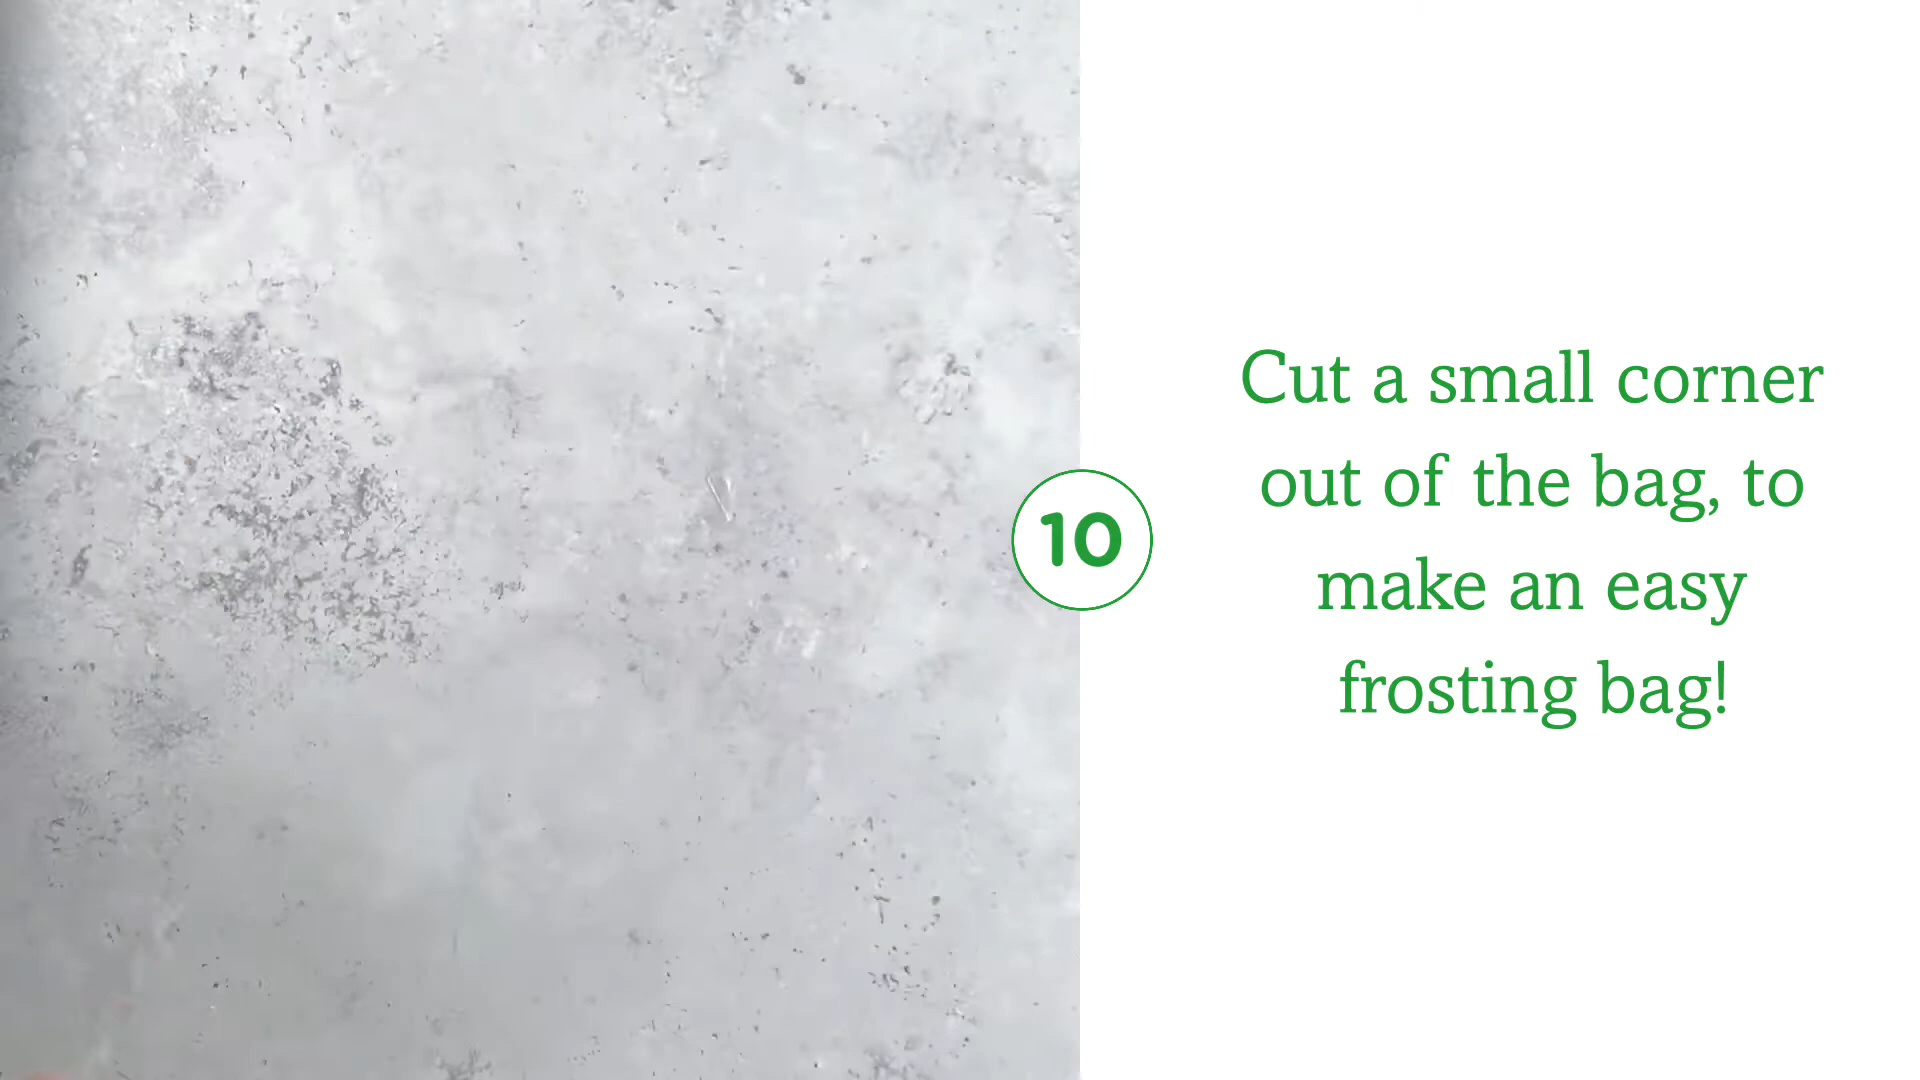 10
Cut a small corner
out of the bag, to
make an easy
frosting bag!